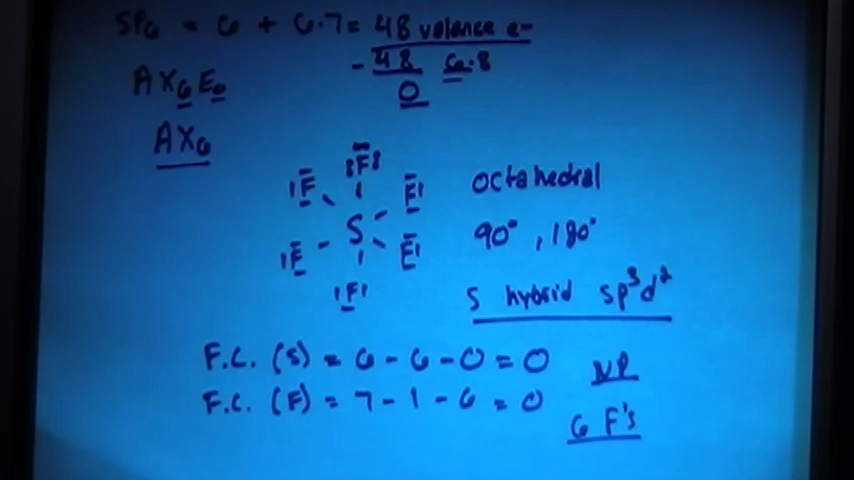 SF₆ = 6 + 6·7 = 48 valance e-
- 48 6·8
0
AX₆E₀
AX₆
F
F F
S
F F
F
octahedral
90° , 180°
S hybrid sp³d²
F.C. (S) = 6 - 6 - 0 = 0
F.C. (F) = 7 - 1 - 6 = 0
NP
6 F's